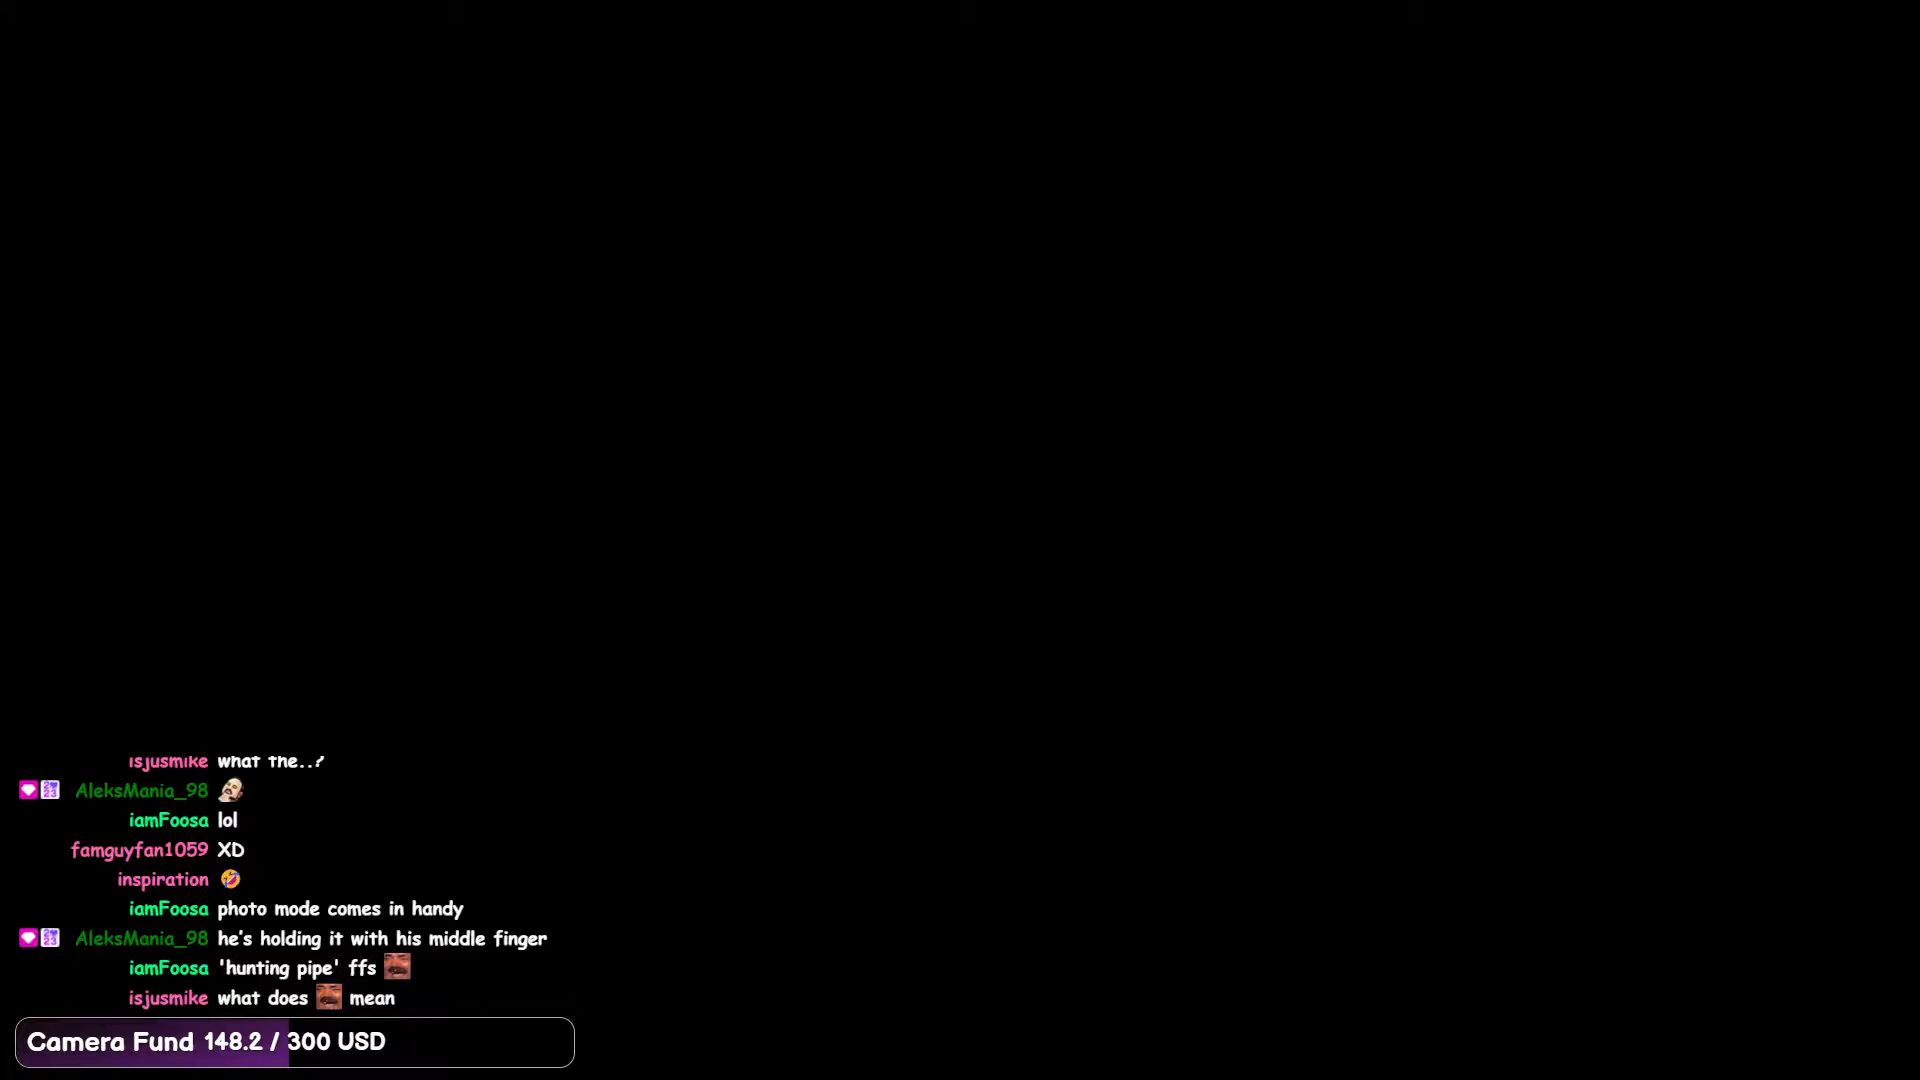 isjusmike what the..?
AleksMania_98
iamFoosa lol
famguyfan1059 XD
inspiration 🤣
iamFoosa photo mode comes in handy
AleksMania_98 he's holding it with his middle finger
iamFoosa 'hunting pipe' ffs
isjusmike what does mean
Camera Fund 148.2 / 300 USD